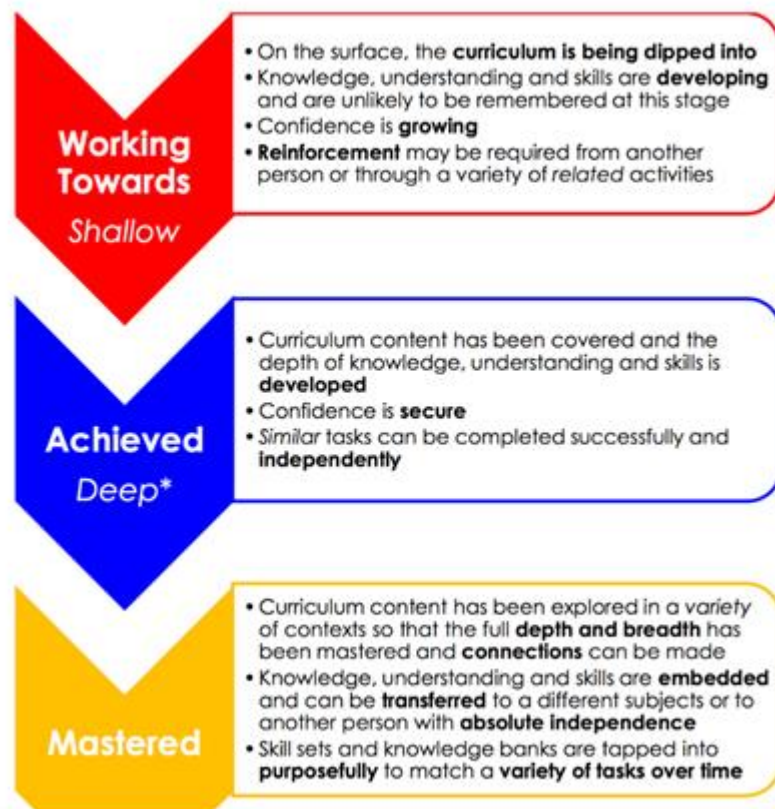 Working
Towards
Shallow
• On the surface, the curriculum is being dipped into
• Knowledge, understanding and skills are developing
and are unlikely to be remembered at this stage
• Confidence is growing
• Reinforcement may be required from another
person or through a variety of related activities
Achieved
Deep*
• Curriculum content has been covered and the
depth of knowledge, understanding and skills is
developed
• Confidence is secure
• Similar tasks can be completed successfully and
independently
Mastered
• Curriculum content has been explored in a variety
of contexts so that the full depth and breadth has
been mastered and connections can be made
• Knowledge, understanding and skills are embedded
and can be transferred to a different subjects or to
another person with absolute independence
• Skill sets and knowledge banks are tapped into
purposefully to match a variety of tasks over time